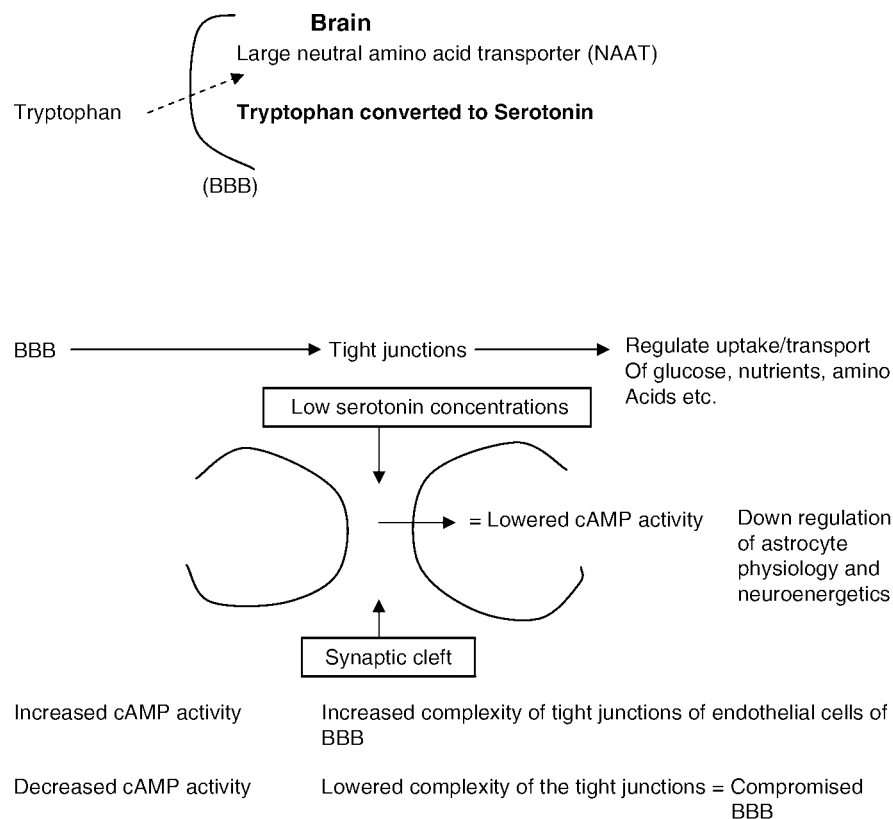 Brain
Large neutral amino acid transporter (NAAT)
Tryptophan
Tryptophan converted to Serotonin
(BBB)
BBB
Tight junctions
Regulate uptake/transport
Of glucose, nutrients, amino
Acids etc.
Low serotonin concentrations
= Lowered cAMP activity
Down regulation
of astrocyte
physiology and
neuroenergetics
Synaptic cleft
Increased cAMP activity
Increased complexity of tight junctions of endothelial cells of
BBB
Decreased cAMP activity
Lowered complexity of the tight junctions = Compromised
BBB